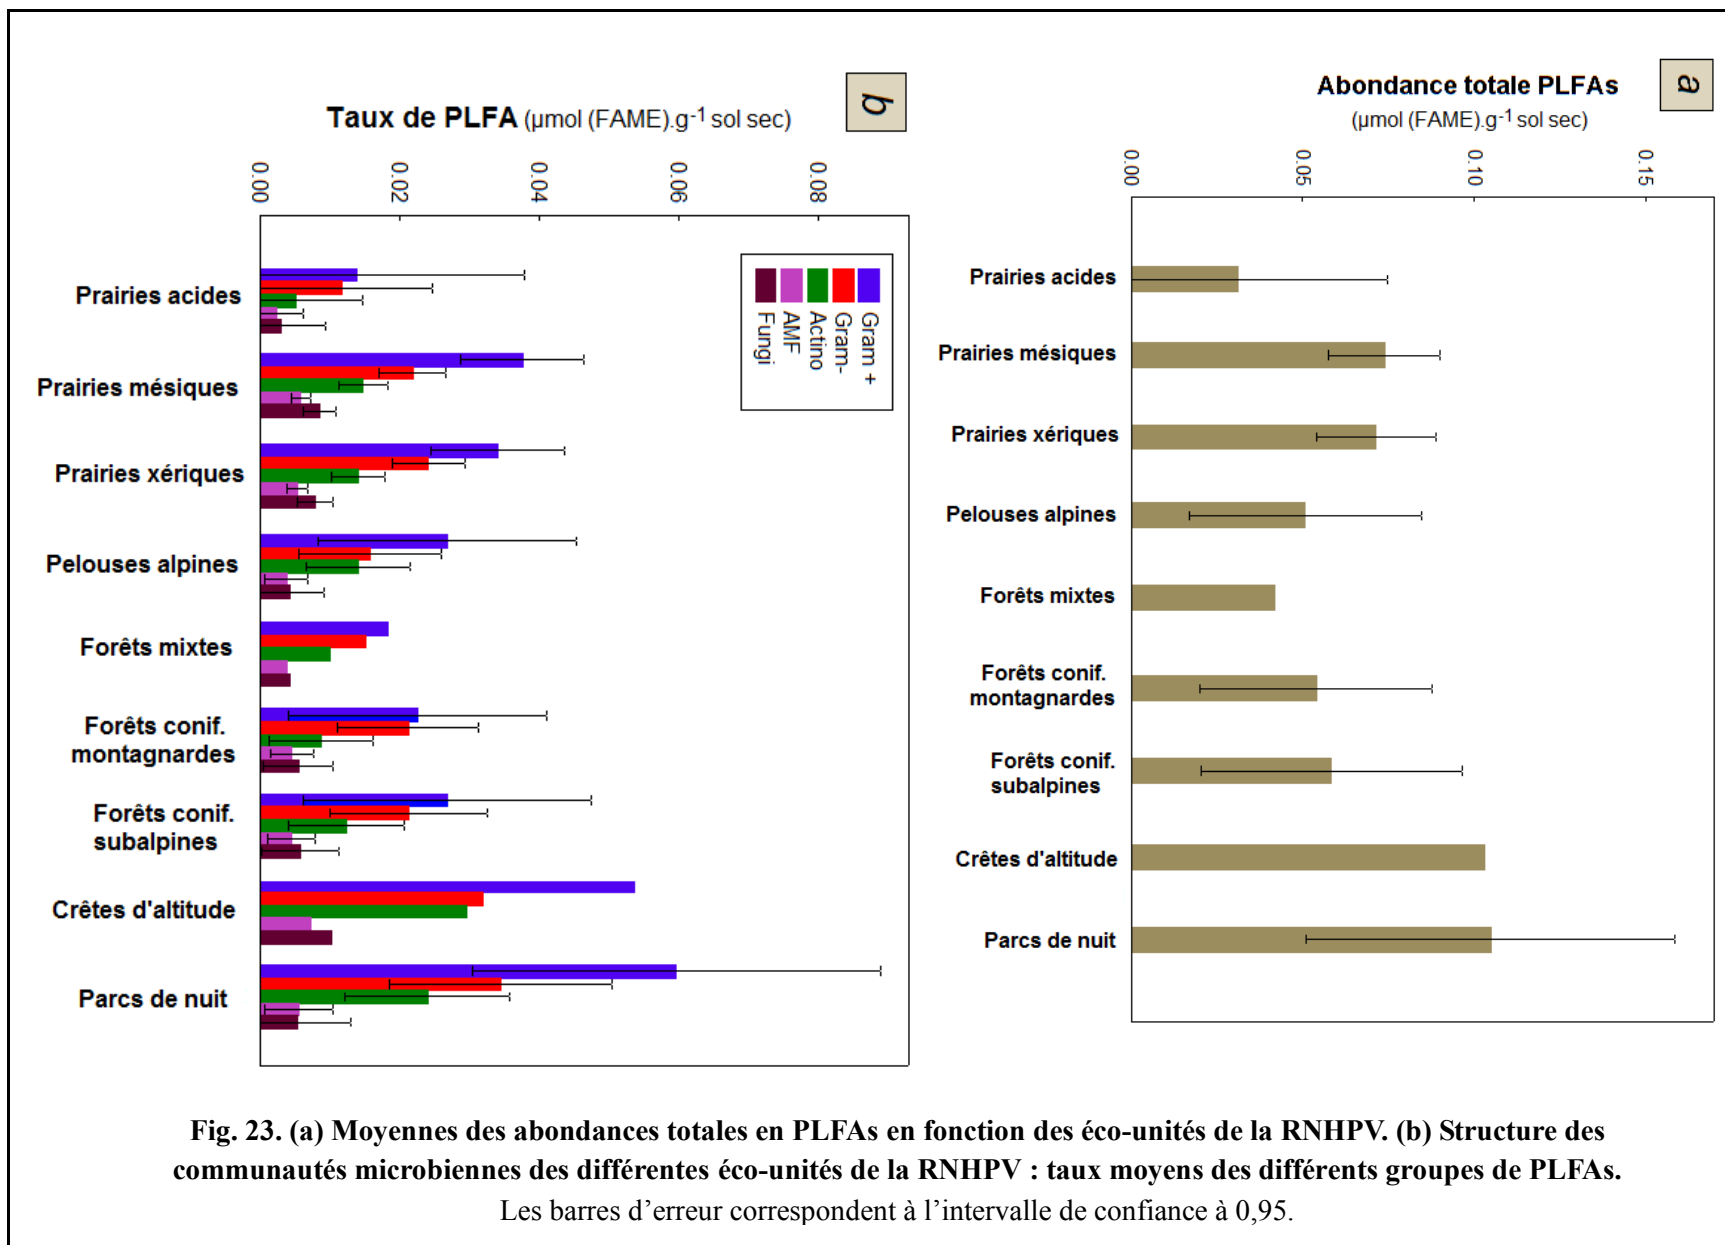 b
Taux de PLFA (µmol (FAME).g-1 sol sec)
0.00
0.02
0.04
0.06
0.08
Gram +
Gram-
Actino
AMF
Fungi
Prairies acides
Prairies mésiques
Prairies xériques
Pelouses alpines
Forêts mixtes
Forêts conif.
montagnardes
Forêts conif.
subalpines
Crêtes d'altitude
Parcs de nuit
a
Abondance totale PLFAs
(µmol (FAME).g-1 sol sec)
0.00
0.05
0.10
0.15
Prairies acides
Prairies mésiques
Prairies xériques
Pelouses alpines
Forêts mixtes
Forêts conif.
montagnardes
Forêts conif.
subalpines
Crêtes d'altitude
Parcs de nuit
Fig. 23. (a) Moyennes des abondances totales en PLFAs en fonction des éco-unités de la RNHPV. (b) Structure des
communautés microbiennes des différentes éco-unités de la RNHPV : taux moyens des différents groupes de PLFAs.
Les barres d'erreur correspondent à l'intervalle de confiance à 0,95.